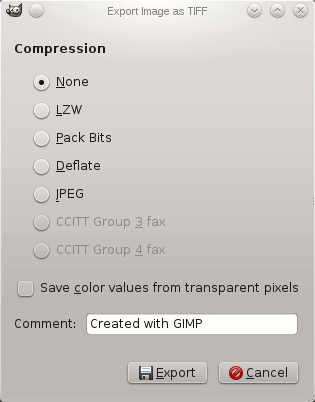 Export Image as TIFF
Compression
None
LZW
Pack Bits
Deflate
JPEG
CCITT Group 3 fax
CCITT Group 4 fax
Save color values from transparent pixels
Comment: Created with GIMP
Export Cancel